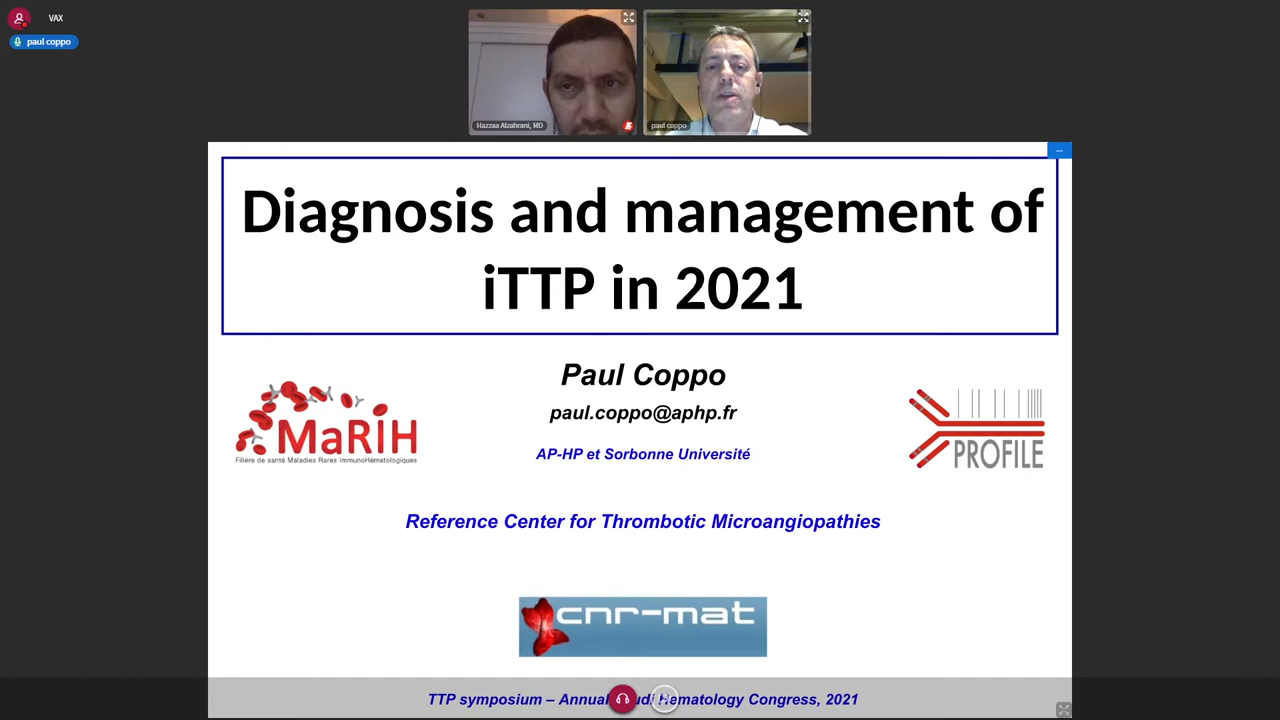 VAX
paul coppo
Hazzaa Alzahrani, MD
paul coppo
Diagnosis and management of
iTTP in 2021
Paul Coppo
paul.coppo@aphp.fr
AP-HP et Sorbonne Université
MaRIH
Filière de santé Maladies Rares ImmunoHématologiques
PROFILE
Reference Center for Thrombotic Microangiopathies
cnr-mat
TTP symposium – Annual Hematology Congress, 2021